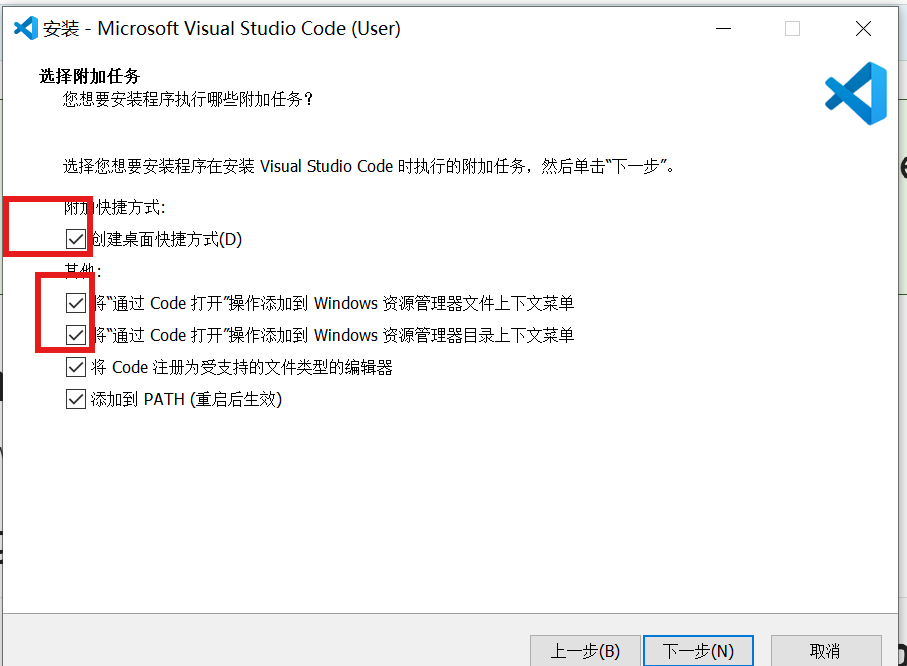 安装 - Microsoft Visual Studio Code (User)
选择附加任务
您想要安装程序执行哪些附加任务？
选择您想要安装程序在安装 Visual Studio Code 时执行的附加任务，然后单击“下一步”。
附加快捷方式:
创建桌面快捷方式(D)
其他:
将“通过 Code 打开”操作添加到 Windows 资源管理器文件上下文菜单
将“通过 Code 打开”操作添加到 Windows 资源管理器目录上下文菜单
将 Code 注册为受支持的文件类型的编辑器
添加到 PATH (重启后生效)
上一步(B)
下一步(N)
取消